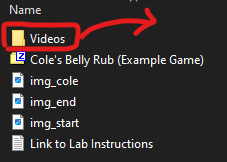 Name
Videos
Cole's Belly Rub (Example Game)
img_cole
img_end
img_start
Link to Lab Instructions